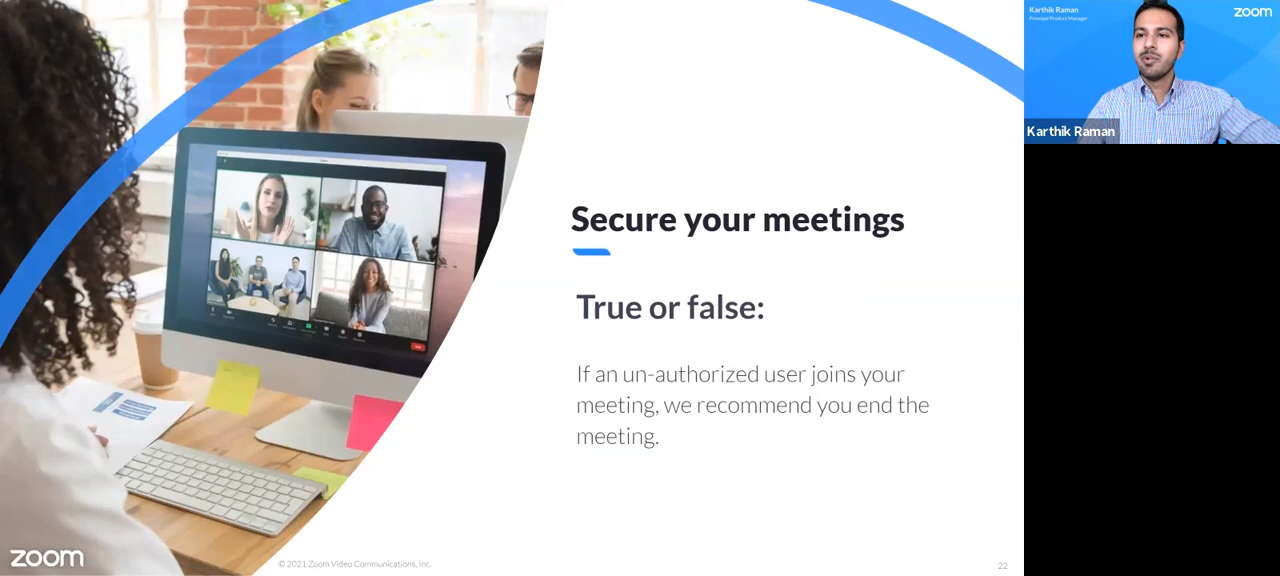 Secure your meetings
True or false:
If an un-authorized user joins your
meeting, we recommend you end the
meeting.
zoom
© 2021 Zoom Video Communications, Inc.
22
Karthik Raman
Principal Product Manager
zoom
Karthik Raman